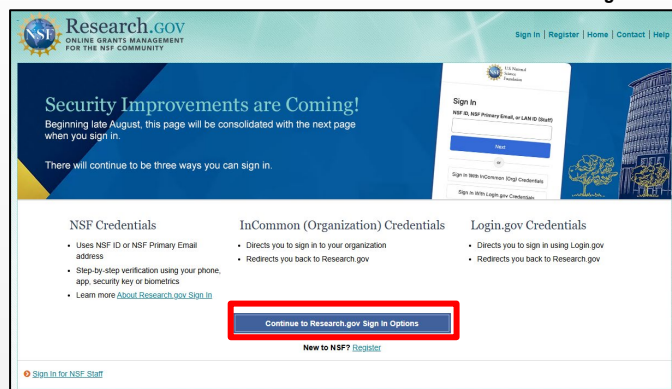 NSF
Research.gov
ONLINE GRANTS MANAGEMENT
FOR THE NSF COMMUNITY
Sign In | Register | Home | Contact | Help
Security Improvements are Coming!
Beginning late August, this page will be consolidated with the next page
when you sign in.
There will continue to be three ways you can sign in.
NSF
U.S. National
Science
Foundation
Sign In
NSF ID, NSF Primary Email, or LAN ID (Staff)
Next
or
Sign In With InCommon (Org) Credentials
Sign In With Login.gov Credentials
NSF Credentials
• Uses NSF ID or NSF Primary Email
address
• Step-by-step verification using your phone,
app, security key or biometrics
• Learn more About Research.gov Sign In
InCommon (Organization) Credentials
• Directs you to sign in to your organization
• Redirects you back to Research.gov
Login.gov Credentials
• Directs you to sign in using Login.gov
• Redirects you back to Research.gov
Continue to Research.gov Sign In Options
New to NSF? Register
Sign In for NSF Staff